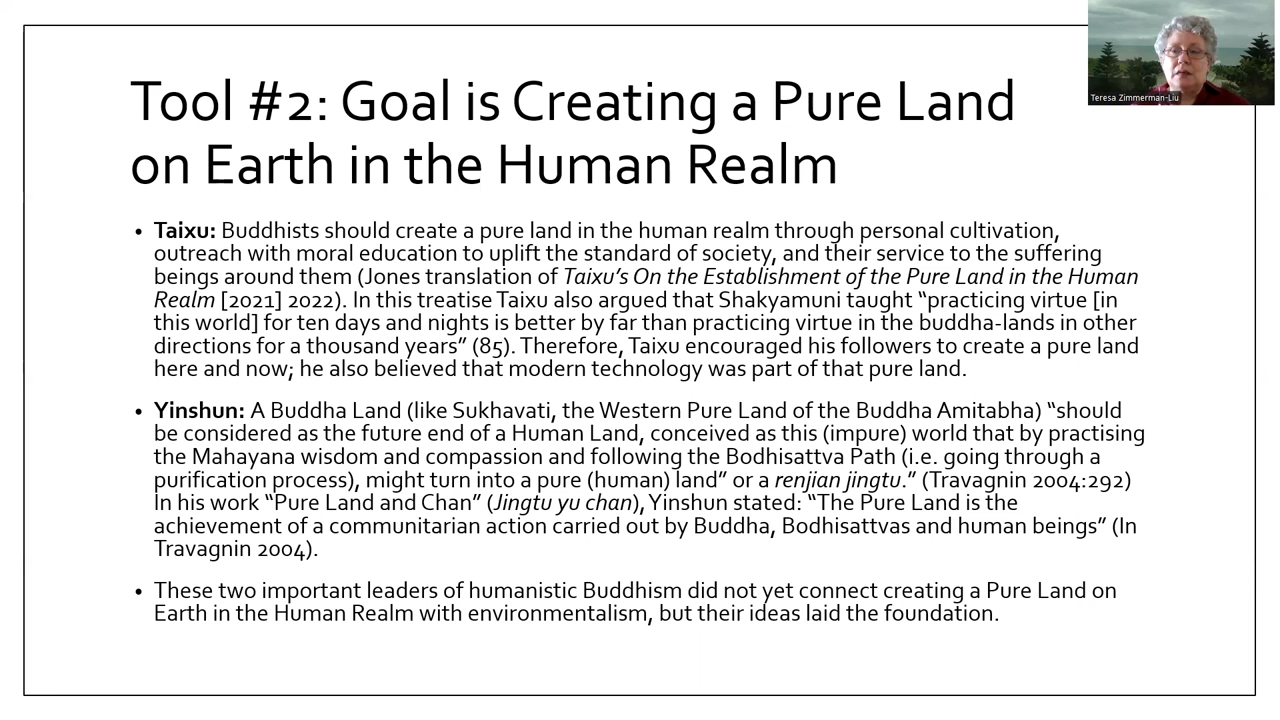 Tool #2: Goal is Creating a Pure Land
on Earth in the Human Realm
Teresa Zimmerman-Liu
• Taixu: Buddhists should create a pure land in the human realm through personal cultivation,
outreach with moral education to uplift the standard of society, and their service to the suffering
beings around them (Jones translation of Taixu's On the Establishment of the Pure Land in the Human
Realm [2021] 2022). In this treatise Taixu also argued that Shakyamuni taught “practicing virtue [in
this world] for ten days and nights is better by far than practicing virtue in the buddha-lands in other
directions for a thousand years” (85). Therefore, Taixu encouraged his followers to create a pure land
here and now; he also believed that modern technology was part of that pure land.
• Yinshun: A Buddha Land (like Sukhavati, the Western Pure Land of the Buddha Amitabha) “should
be considered as the future end of a Human Land, conceived as this (impure) world that by practising
the Mahayana wisdom and compassion and following the Bodhisattva Path (i.e. going through a
purification process), might turn into a pure (human) land” or a renjian jingtu.” (Travagnin 2004:292)
In his work “Pure Land and Chan” (Jingtu yu chan), Yinshun stated: “The Pure Land is the
achievement of a communitarian action carried out by Buddha, Bodhisattvas and human beings” (In
Travagnin 2004).
• These two important leaders of humanistic Buddhism did not yet connect creating a Pure Land on
Earth in the Human Realm with environmentalism, but their ideas laid the foundation.